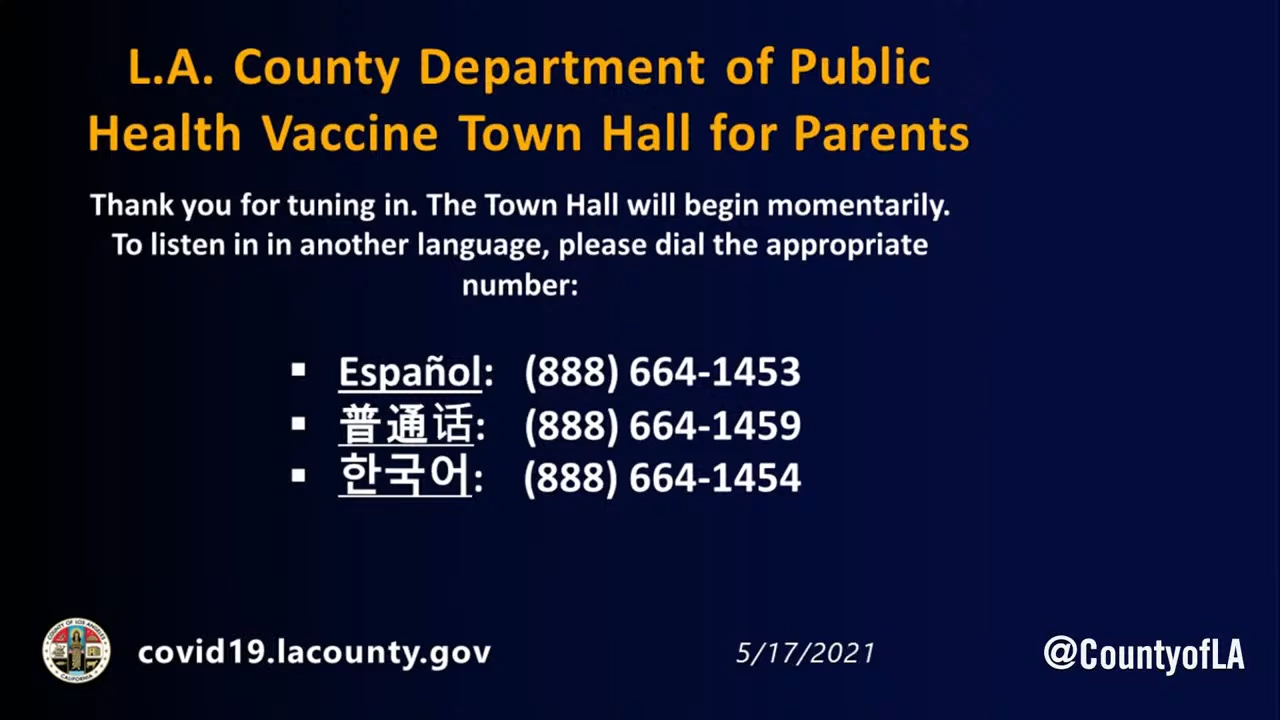 L.A. County Department of Public
Health Vaccine Town Hall for Parents
Thank you for tuning in. The Town Hall will begin momentarily.
To listen in in another language, please dial the appropriate
number:
▪ Español: (888) 664-1453
▪ 普通话: (888) 664-1459
▪ 한국어: (888) 664-1454
covid19.lacounty.gov 5/17/2021 @CountyofLA